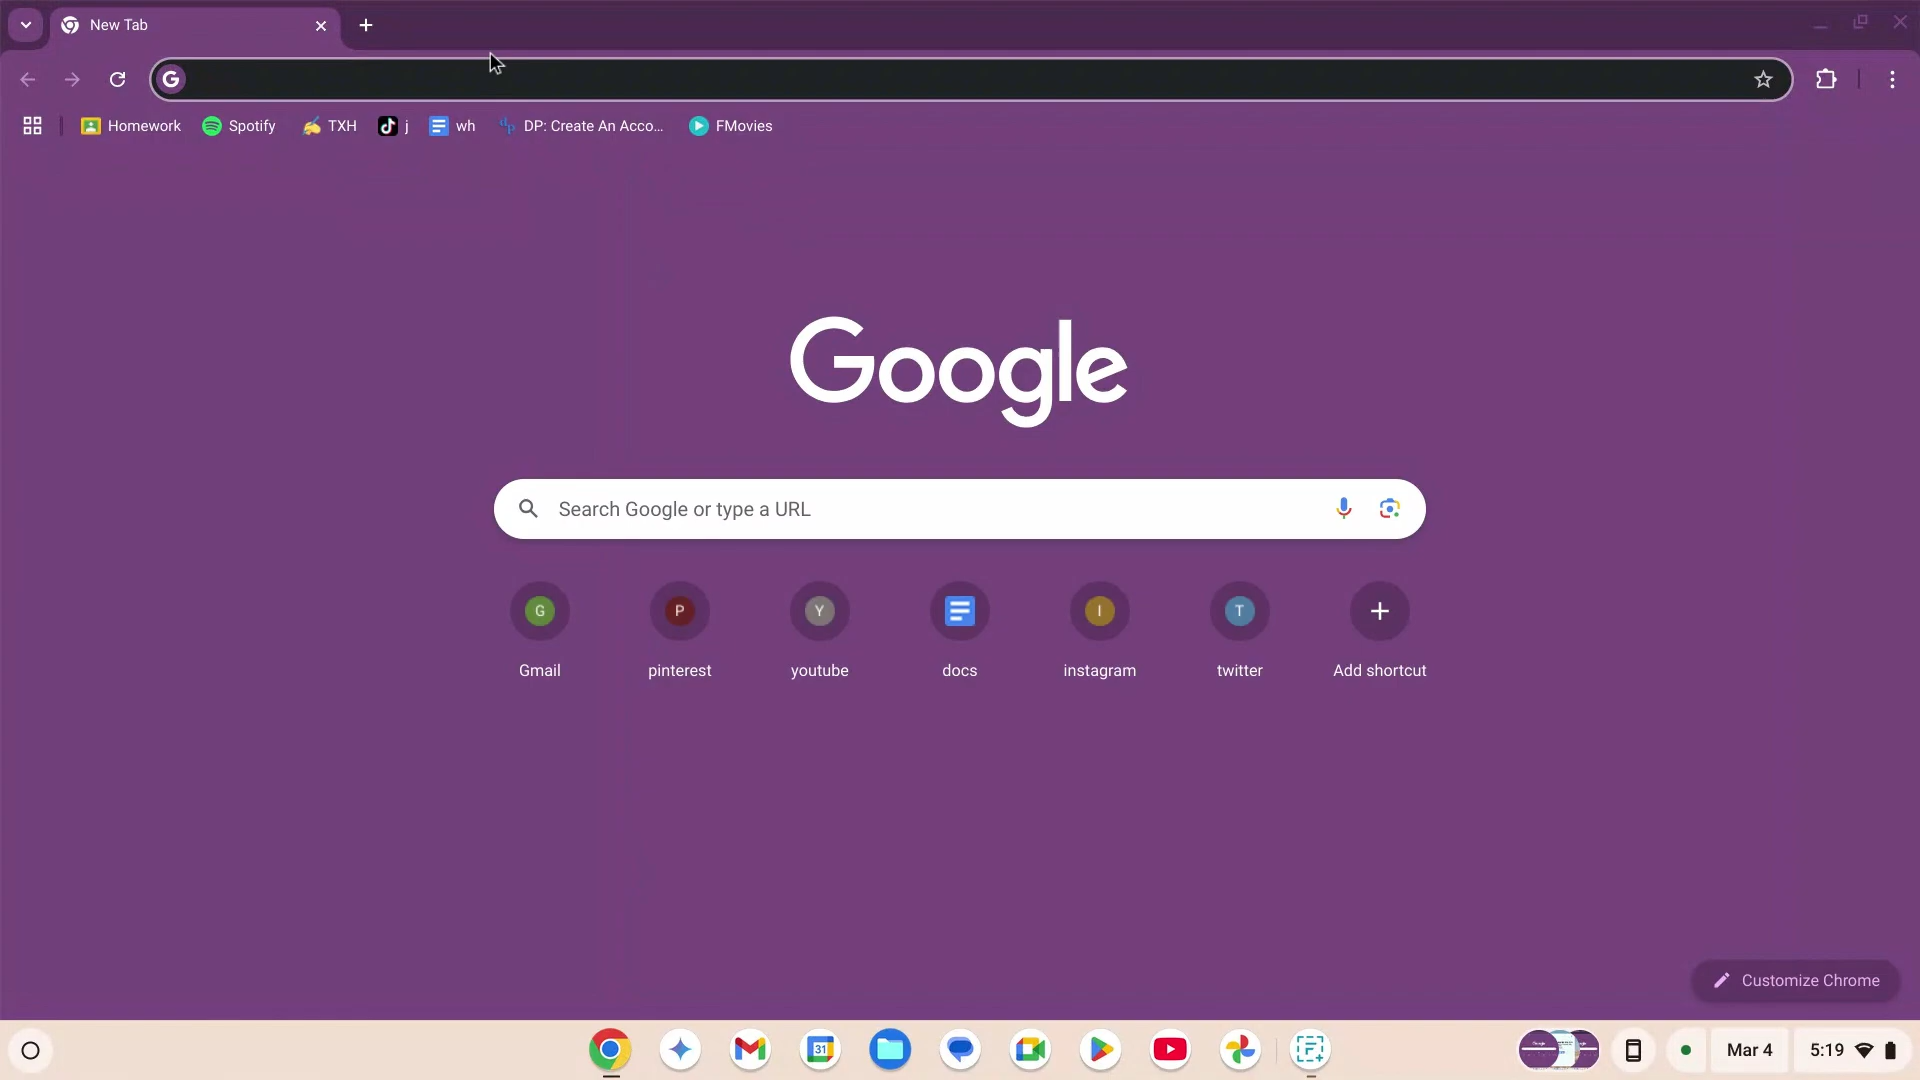 New Tab
G
Homework
Spotify
TXH
j
wh
DP: Create An Acco...
FMovies
Google
Search Google or type a URL
G
P
Y
I
T
Gmail
pinterest
youtube
docs
instagram
twitter
Add shortcut
Customize Chrome
31
Mar 4
5:19